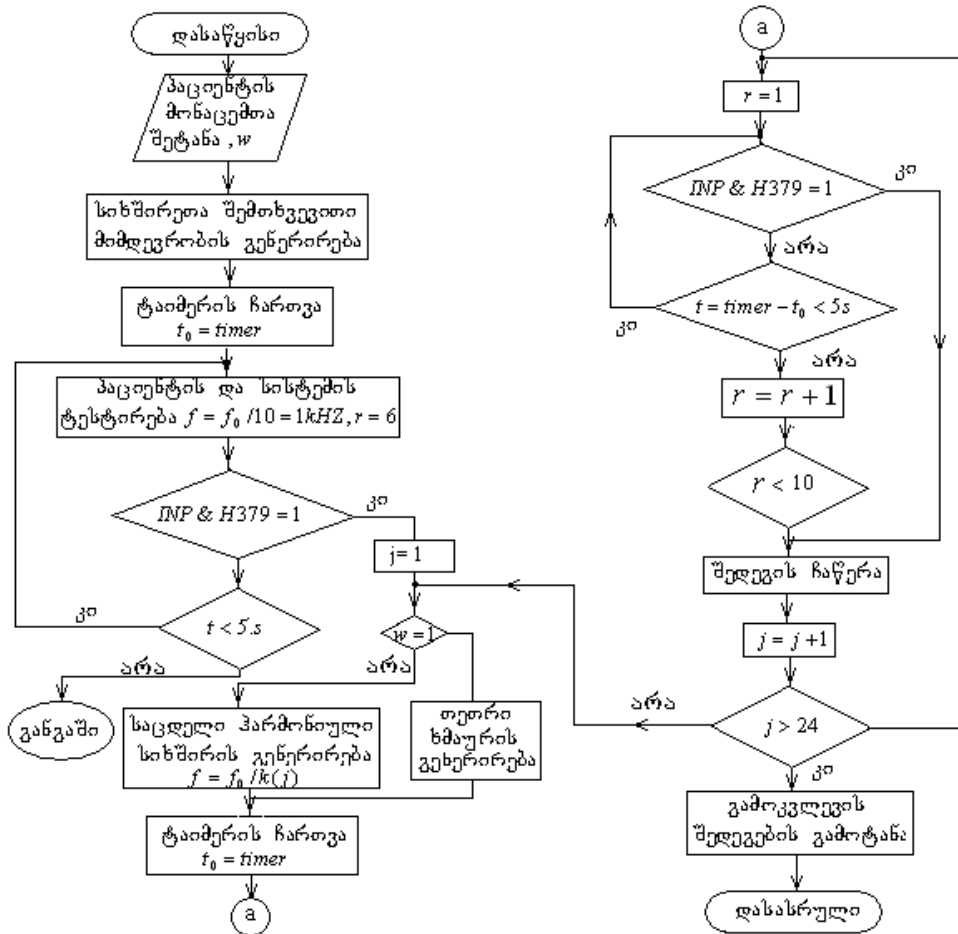 დასაწყისი
პაციენტის
მონაცემთა
შეტანა ,w
სიხშირეთა შემთხვევითი
მიმდევრობის გენერირება
ტაიმერის ჩართვა
t₀ = timer
პაციენტის და სისტემის
ტესტირება f = f₀ /10 = 1kHZ, r = 6
INP & H379 = 1
კი
j= 1
t < 5.s
კი
არა
განგაში
w = 1
არა
საცდელი ჰარმონიული
სიხშირის გენერირება
f = f₀ / k(j)
თეთრი
ხმაურის
გენერირება
ტაიმერის ჩართვა
t₀ = timer
a
a
r = 1
INP & H379 = 1
კი
არა
t = timer − t₀ < 5s
კი
არა
r = r + 1
r < 10
შედეგის ჩაწერა
j = j +1
j > 24
არა
კი
გამოკვლევის
შედეგების გამოტანა
დასასრული